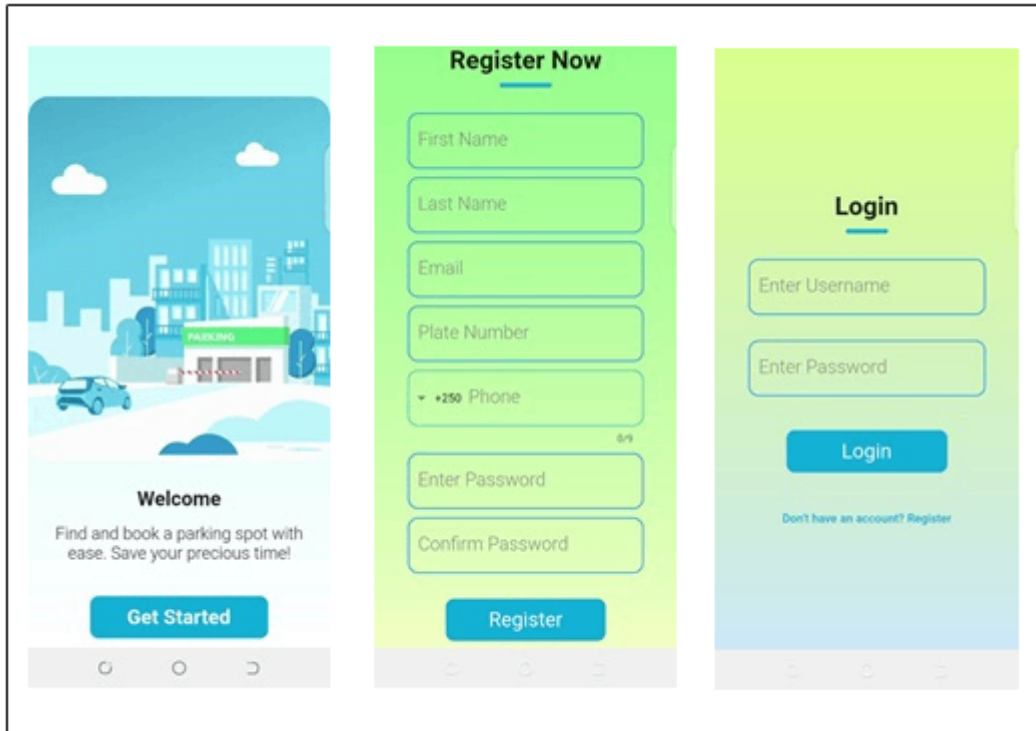 PARKING
Welcome
Find and book a parking spot with
ease. Save your precious time!
Get Started
Register Now
First Name
Last Name
Email
Plate Number
+250 Phone
0/9
Enter Password
Confirm Password
Register
Login
Enter Username
Enter Password
Login
Don't have an account? Register